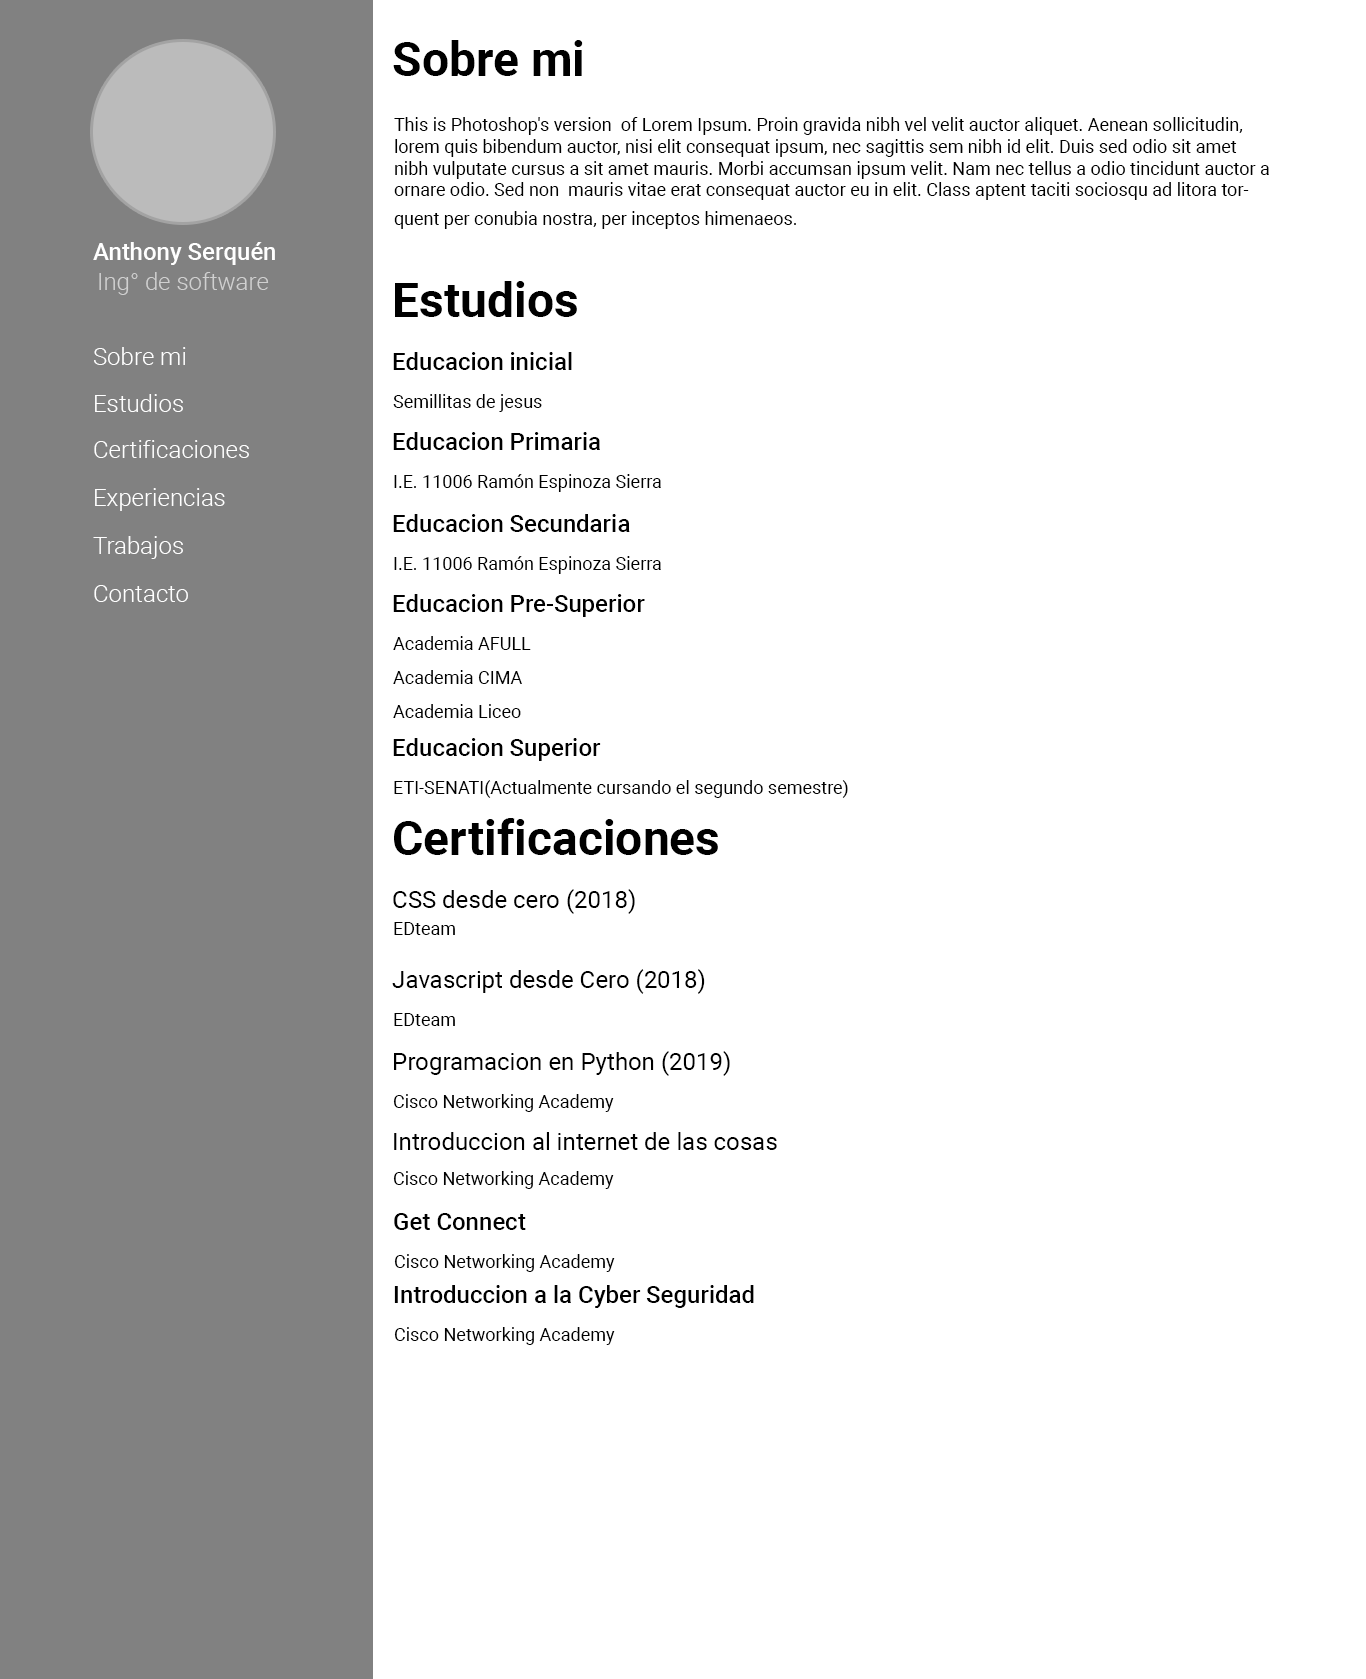 Anthony Serquén
Ing° de software
Sobre mi
Estudios
Certificaciones
Experiencias
Trabajos
Contacto
Sobre mi
This is Photoshop's version  of Lorem Ipsum. Proin gravida nibh vel velit auctor aliquet. Aenean sollicitudin,
lorem quis bibendum auctor, nisi elit consequat ipsum, nec sagittis sem nibh id elit. Duis sed odio sit amet
nibh vulputate cursus a sit amet mauris. Morbi accumsan ipsum velit. Nam nec tellus a odio tincidunt auctor a
ornare odio. Sed non  mauris vitae erat consequat auctor eu in elit. Class aptent taciti sociosqu ad litora tor-
quent per conubia nostra, per inceptos himenaeos.
Estudios
Educacion inicial
Semillitas de jesus
Educacion Primaria
I.E. 11006 Ramón Espinoza Sierra
Educacion Secundaria
I.E. 11006 Ramón Espinoza Sierra
Educacion Pre-Superior
Academia AFULL
Academia CIMA
Academia Liceo
Educacion Superior
ETI-SENATI(Actualmente cursando el segundo semestre)
Certificaciones
CSS desde cero (2018)
EDteam
Javascript desde Cero (2018)
EDteam
Programacion en Python (2019)
Cisco Networking Academy
Introduccion al internet de las cosas
Cisco Networking Academy
Get Connect
Cisco Networking Academy
Introduccion a la Cyber Seguridad
Cisco Networking Academy